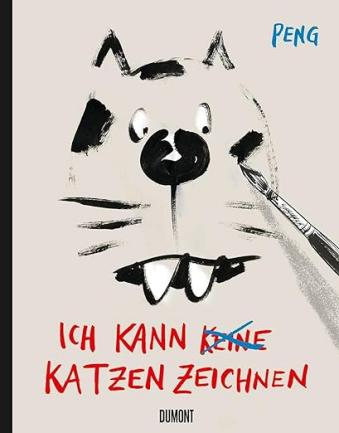 PENG
ICH KANN KEINE
KATZEN ZEICHNEN
DUMONT